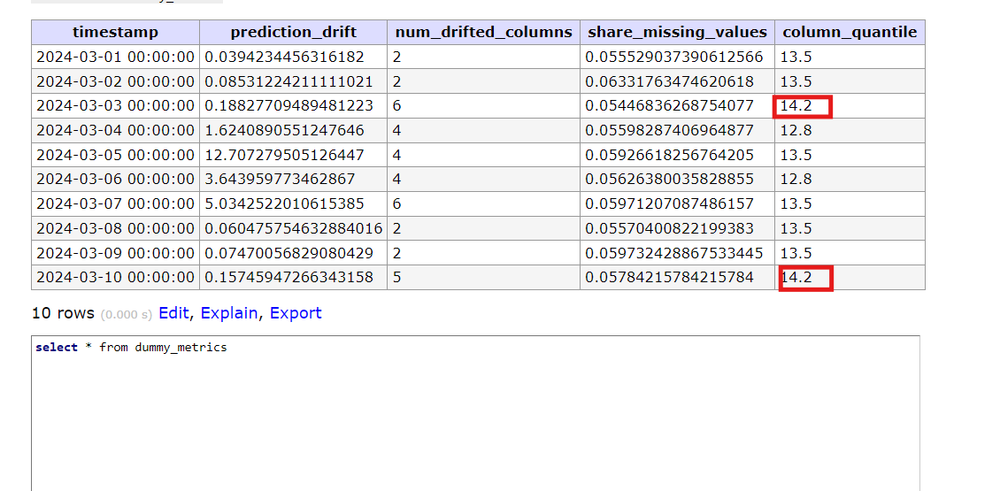 timestamp prediction_drift num_drifted_columns share_missing_values column_quantile
2024-03-01 00:00:00 0.0394234456316182 2 0.055529037390612566 13.5
2024-03-02 00:00:00 0.08531224211111021 2 0.06331763474620618 13.5
2024-03-03 00:00:00 0.18827709489481223 6 0.05446836268754077 14.2
2024-03-04 00:00:00 1.6240890551247646 4 0.05598287406964877 12.8
2024-03-05 00:00:00 12.707279505126447 4 0.05926618256764205 13.5
2024-03-06 00:00:00 3.643959773462867 4 0.05626380035828855 12.8
2024-03-07 00:00:00 5.0342522010615385 6 0.05971207087486157 13.5
2024-03-08 00:00:00 0.060475754632884016 2 0.05570400822199383 13.5
2024-03-09 00:00:00 0.07470056829080429 2 0.059732428867533445 13.5
2024-03-10 00:00:00 0.15745947266343158 5 0.05784215784215784 14.2
10 rows (0.000 s) Edit, Explain, Export
select * from dummy_metrics